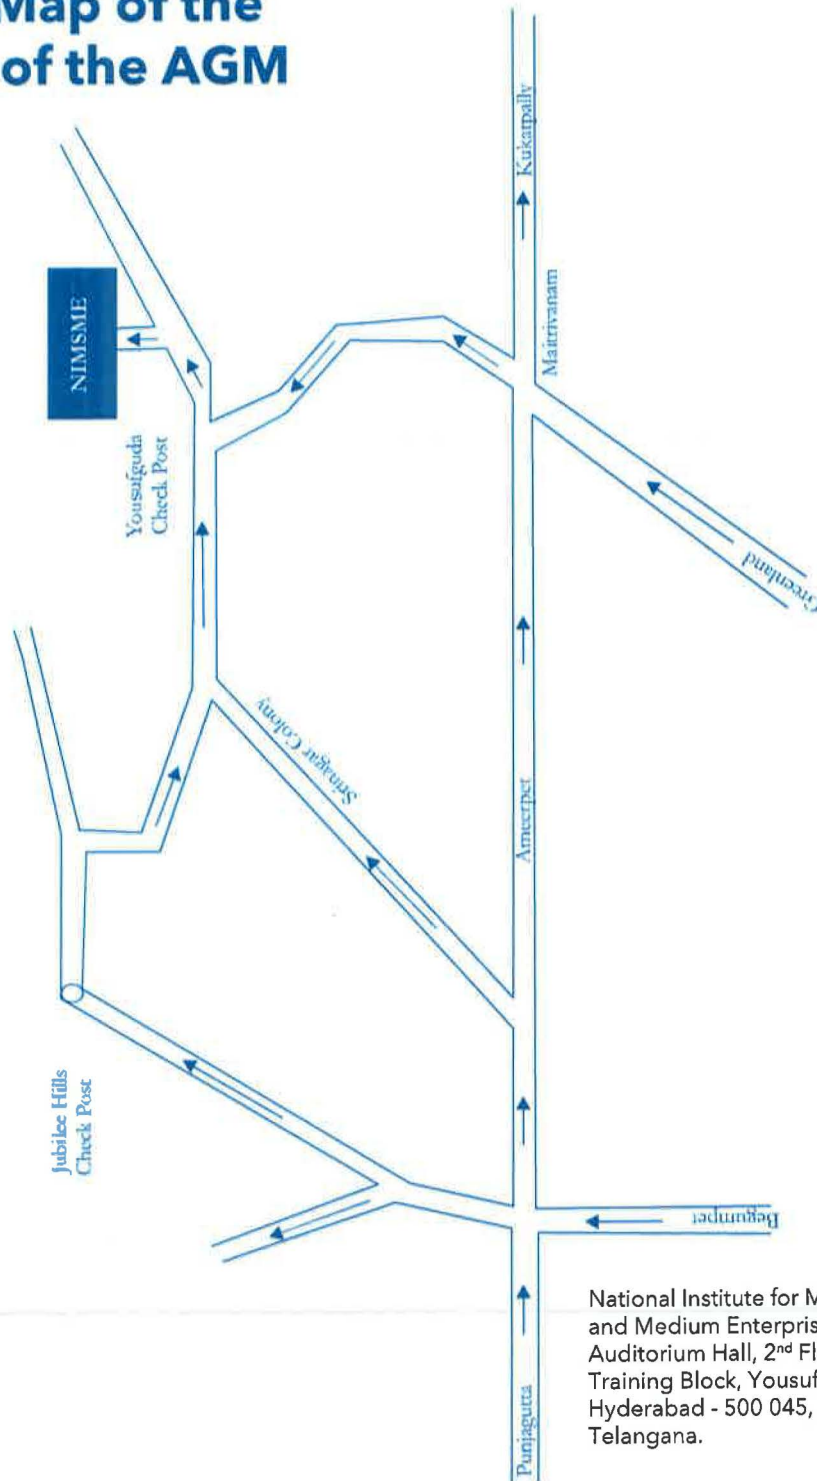 Map of the
of the AGM
Kukatpally
Maitrivanam
NIMSME
Yousufguda
Check Post
Greenland
Srinagar Colony
Ameerpet
Jubilee Hills
Check Post
Begumpet
Punjagutta
National Institute for M
and Medium Enterpris
Auditorium Hall, 2nd Fl
Training Block, Yousuf
Hyderabad - 500 045,
Telangana.